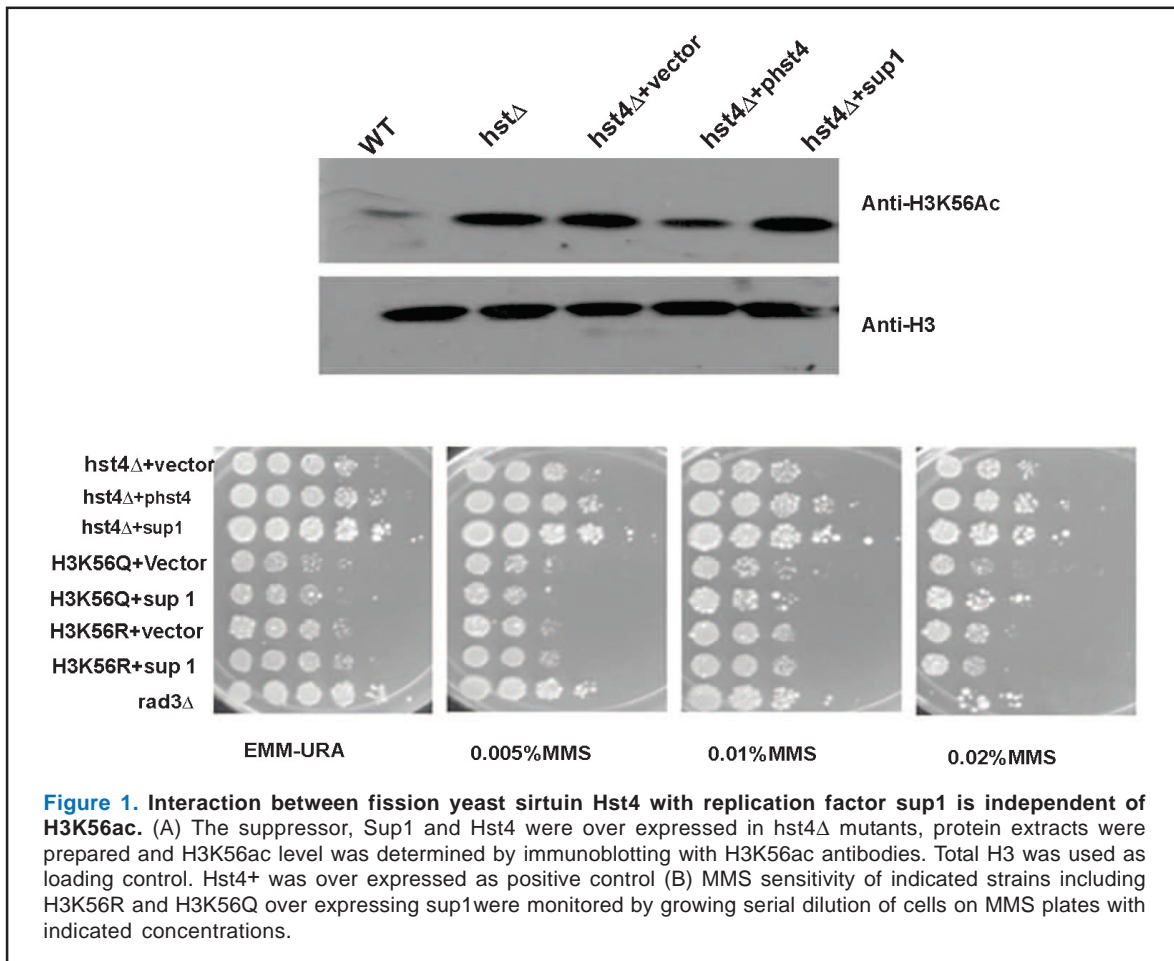 WT
hstΔ
hst4Δ+vector
hst4Δ+phst4
hst4Δ+sup1
Anti-H3K56Ac
Anti-H3
hst4Δ+vector
hst4Δ+phst4
hst4Δ+sup1
H3K56Q+Vector
H3K56Q+sup 1
H3K56R+vector
H3K56R+sup 1
rad3Δ
EMM-URA
0.005%MMS
0.01%MMS
0.02%MMS
Figure 1. Interaction between fission yeast sirtuin Hst4 with replication factor sup1 is independent of
H3K56ac. (A) The suppressor, Sup1 and Hst4 were over expressed in hst4Δ mutants, protein extracts were
prepared and H3K56ac level was determined by immunoblotting with H3K56ac antibodies. Total H3 was used as
loading control. Hst4+ was over expressed as positive control (B) MMS sensitivity of indicated strains including
H3K56R and H3K56Q over expressing sup1were monitored by growing serial dilution of cells on MMS plates with
indicated concentrations.